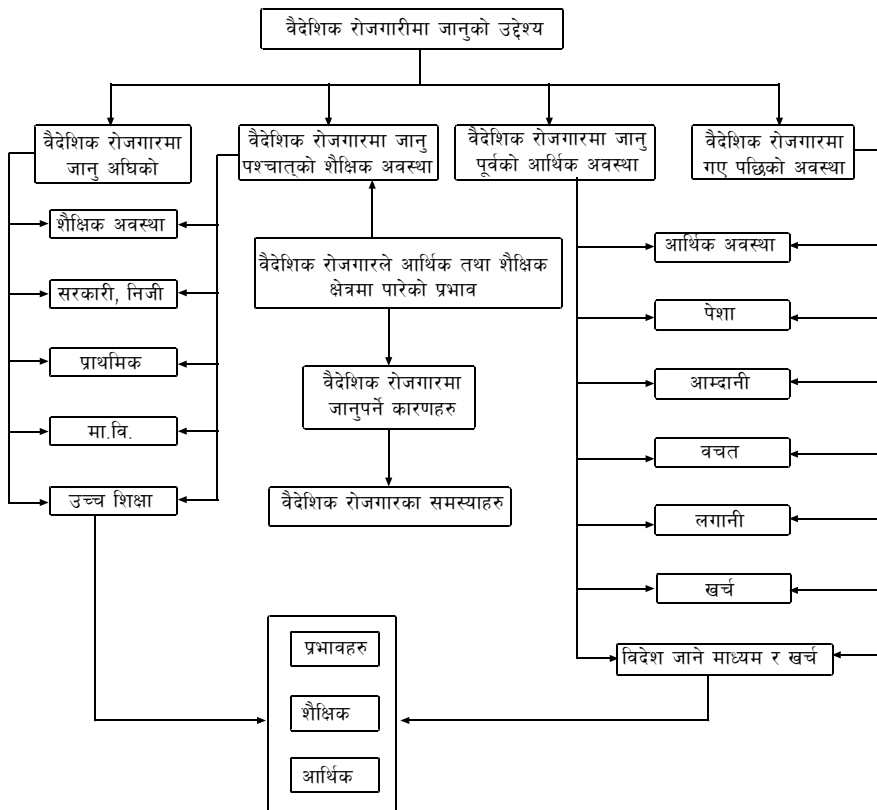 वैदेशिक रोजगारीमा जानुको उद्देश्य
वैदेशिक रोजगारमा
जानु अघिको
वैदेशिक रोजगारमा जानु
पश्चात्को शैक्षिक अवस्था
वैदेशिक रोजगारमा जानु
पूर्वको आर्थिक अवस्था
वैदेशिक रोजगारमा
गए पछिको अवस्था
शैक्षिक अवस्था
सरकारी, निजी
प्राथमिक
मा.वि.
उच्च शिक्षा
वैदेशिक रोजगारले आर्थिक तथा शैक्षिक
क्षेत्रमा पारेको प्रभाव
वैदेशिक रोजगारमा
जानुपर्ने कारणहरु
वैदेशिक रोजगारका समस्याहरु
आर्थिक अवस्था
पेशा
आम्दानी
वचत
लगानी
खर्च
विदेश जाने माध्यम र खर्च
प्रभावहरु
शैक्षिक
आर्थिक